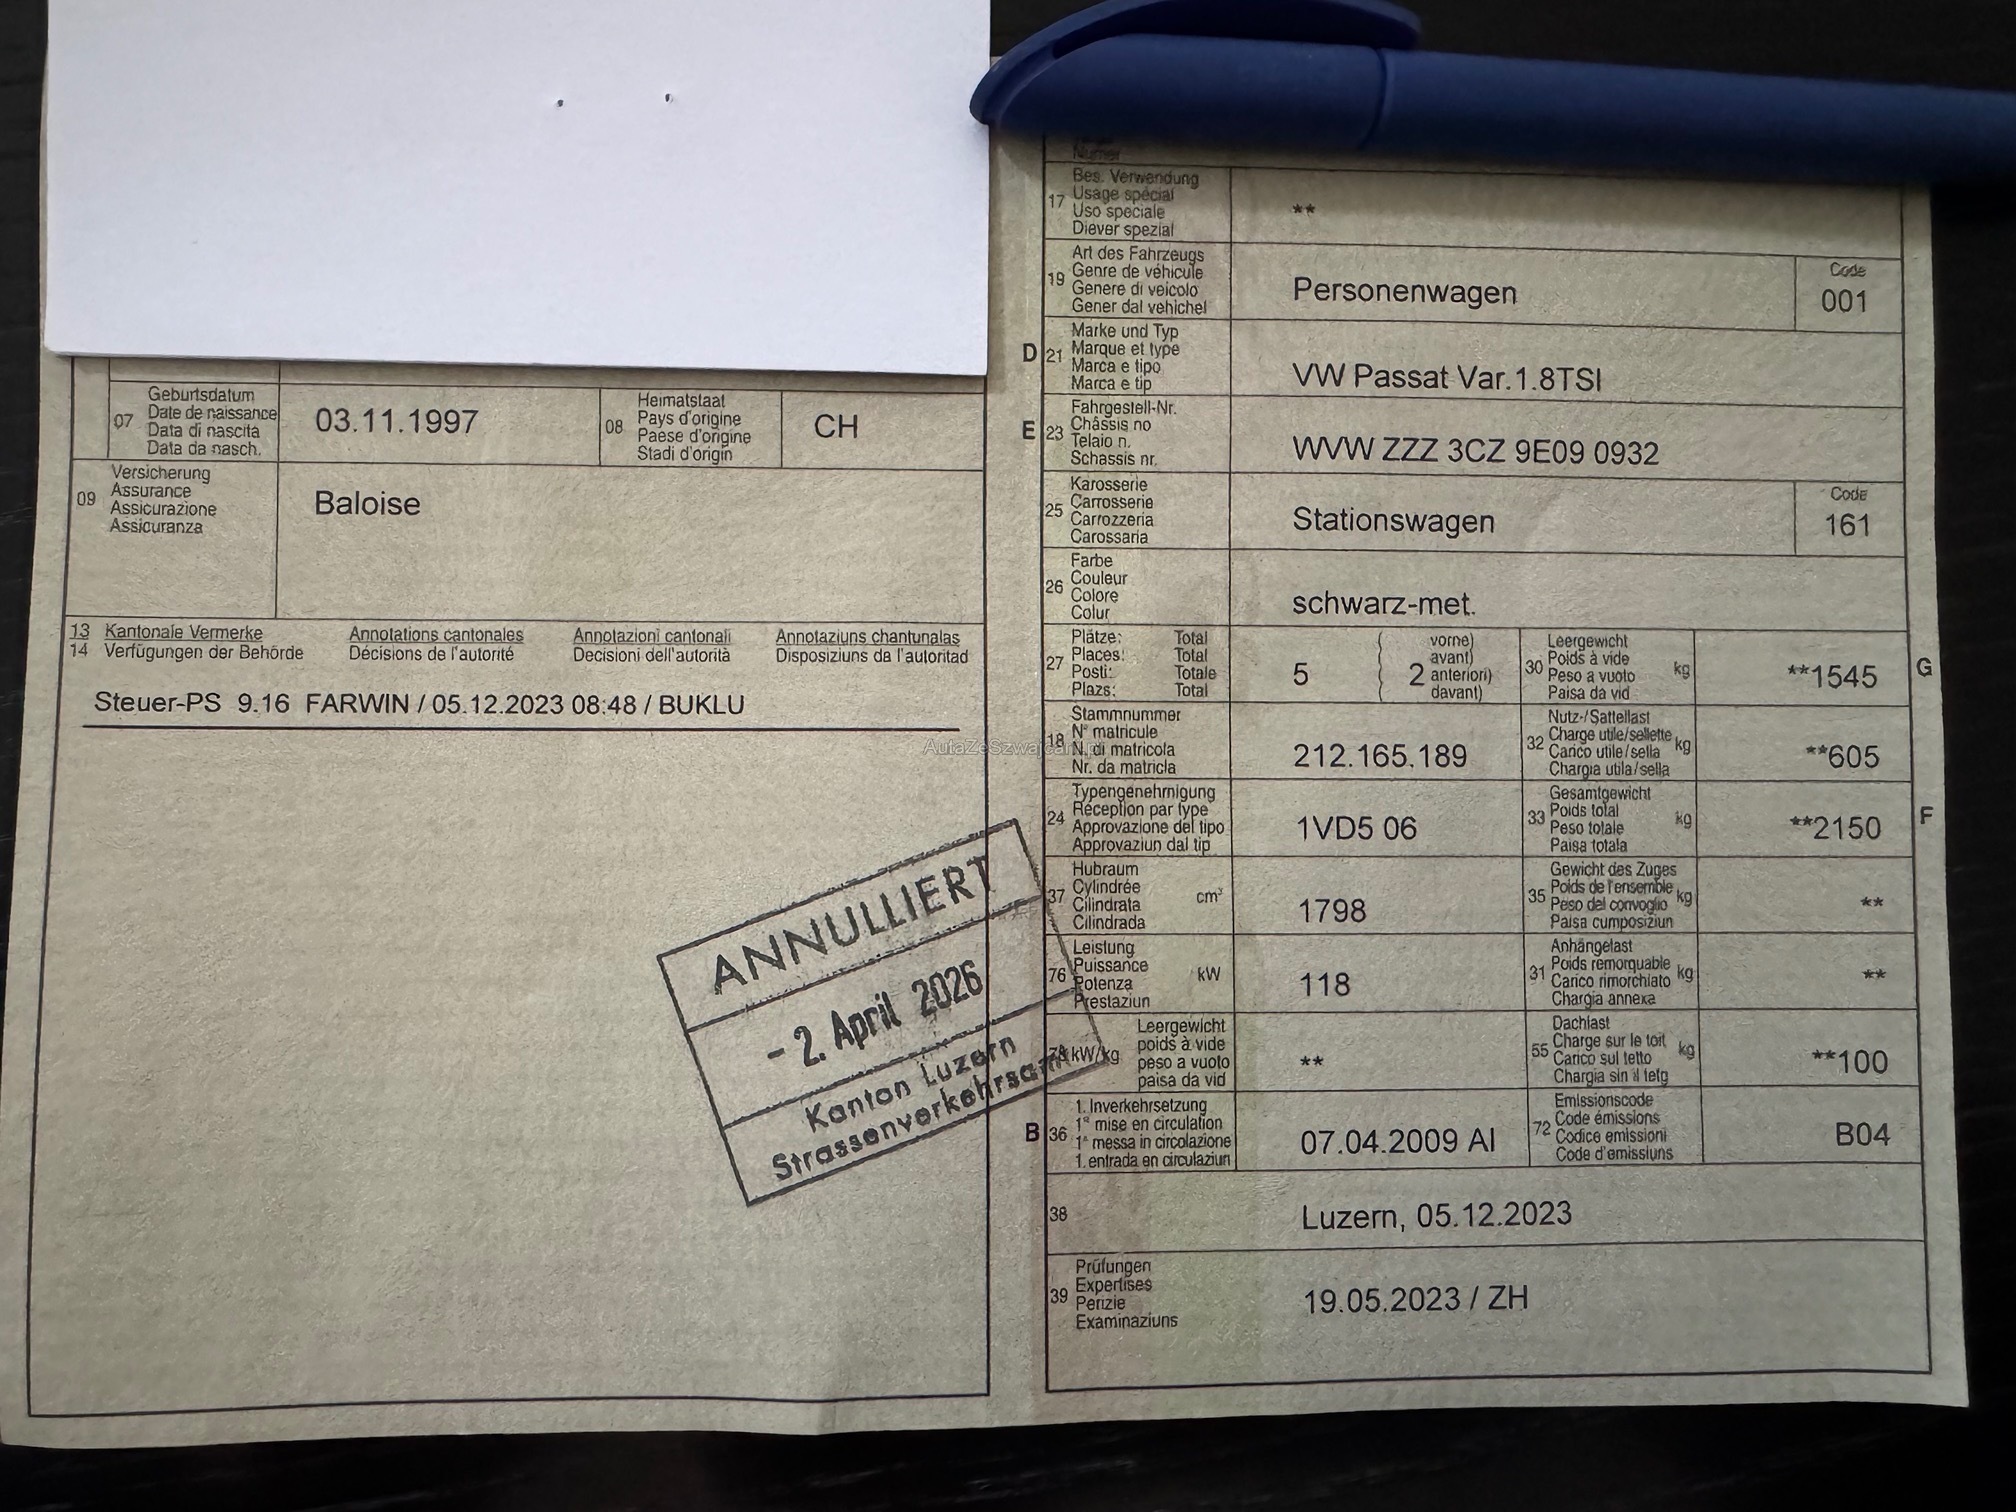 07
Geburtsdatum
Date de naissance
Data di nascita
Data da nasch.
03.11.1997
08
Heimatstaat
Pays d'origine
Paese d'origine
Stadi d'origin
CH
09
Versicherung
Assurance
Assicurazione
Assicuranza
Baloise
13 Kantonale Vermerke Annotations cantonales Annotazioni cantonali Annotaziuns chantunalas
14 Verfügungen der Behörde Décisions de l'autorité Decisioni dell'autorità Disposiziuns da l'autoritad
Steuer-PS 9.16 FARWIN / 05.12.2023 08:48 / BUKLU
ANNULLIERT
- 2. April 2026
Kanton Luzern
Strassenverkehrsamt
Numer
17
Bes. Verwendung
Usage spécial
Uso speciale
Diever spezial
**
19
Art des Fahrzeugs
Genre de véhicule
Genere di veicolo
Gener dal vehichel
Personenwagen
Code
001
D 21
Marke und Typ
Marque et type
Marca e tipo
Marca e tip
VW Passat Var.1.8TSI
E 23
Fahrgestell-Nr.
Châssis no
Telaio n.
Schassis nr.
WVW ZZZ 3CZ 9E09 0932
25
Karosserie
Carrosserie
Carrozzeria
Carossaria
Stationswagen
Code
161
26
Farbe
Couleur
Colore
Colur
schwarz-met.
27
Plätze: Total
Places: Total
Posti: Totale
Plazs: Total
5
( vorne)
( avant)
( 2 anteriori)
( davant)
30
Leergewicht
Poids à vide
Peso a vuoto
Paisa da vid
kg
**1545
G
18
Stammnummer
N° matricule
N. di matricola
Nr. da matricla
212.165.189
32
Nutz-/Sattellast
Charge utile/sellette
Carico utile/sella
Chargia utila/sella
kg
**605
24
Typengenehmigung
Réception par type
Approvazione del tipo
Approvaziun dal tip
1VD5 06
33
Gesamtgewicht
Poids total
Peso totale
Paisa totala
kg
**2150
F
37
Hubraum
Cylindrée
Cilindrata
Cilindrada
cm³
1798
35
Gewicht des Zuges
Poids de l'ensemble
Peso del convoglio
Paisa cumposiziun
kg
**
76
Leistung
Puissance
Potenza
Prestaziun
kW
118
31
Anhängelast
Poids remorquable
Carico rimorchiato
Chargia annexa
kg
**
78 kW/kg
Leergewicht
poids à vide
peso a vuoto
paisa da vid
**
55
Dachlast
Charge sur le toit
Carico sul tetto
Chargia sin il tetg
kg
**100
B 36
1. Inverkehrsetzung
1re mise en circulation
1a messa in circolazione
1. entrada en circulaziun
07.04.2009 AI
72
Emissionscode
Code émissions
Codice emissioni
Code d'emissiuns
B04
38
Luzern, 05.12.2023
39
Prüfungen
Expertises
Perizie
Examinaziuns
19.05.2023 / ZH